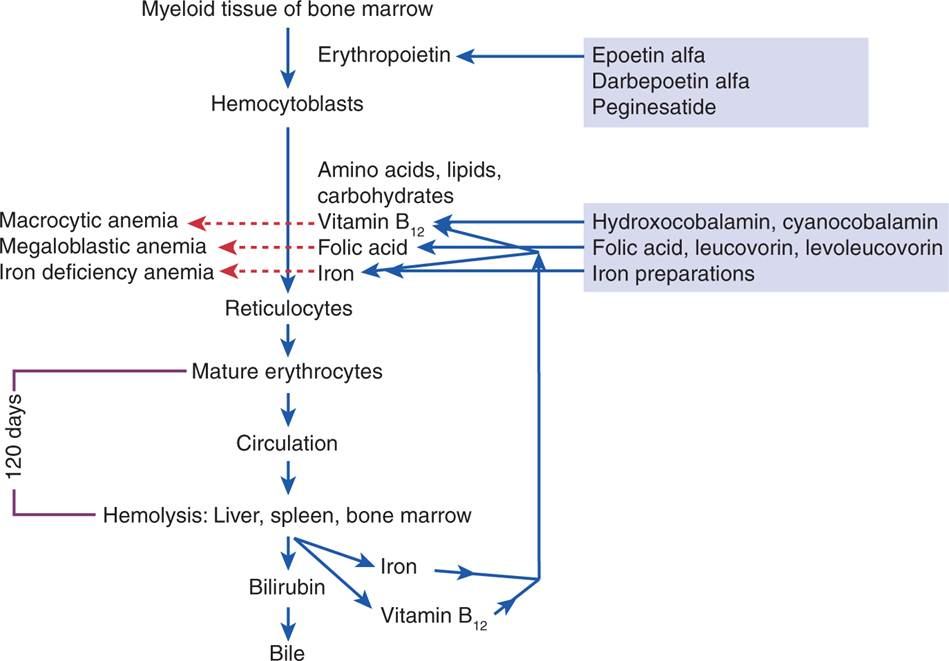 Myeloid tissue of bone marrow
Erythropoietin
Epoetin alfa
Darbepoetin alfa
Peginesatide
Hemocytoblasts
Amino acids, lipids,
carbohydrates
Macrocytic anemia
Vitamin B12
Hydroxocobalamin, cyanocobalamin
Megaloblastic anemia
Folic acid
Folic acid, leucovorin, levoleucovorin
Iron deficiency anemia
Iron
Iron preparations
Reticulocytes
Mature erythrocytes
120 days
Circulation
Hemolysis: Liver, spleen, bone marrow
Iron
Bilirubin
Vitamin B12
Bile